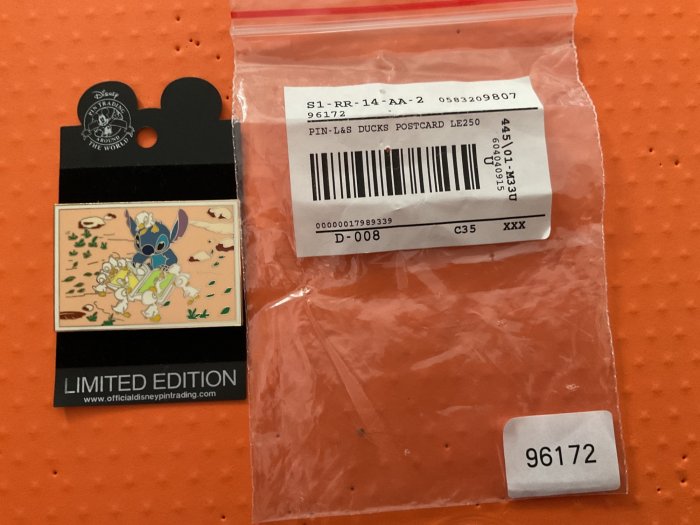 Disney
PIN TRADING
AROUND
THE WORLD
LIMITED EDITION
www.officialdisneypintrading.com
S1-RR-14-AA-2 0583209807
96172
PIN-L&S DUCKS POSTCARD LE250
U
445\01-M33U
604040915
00000017989339
D-008 C35 XXX
96172